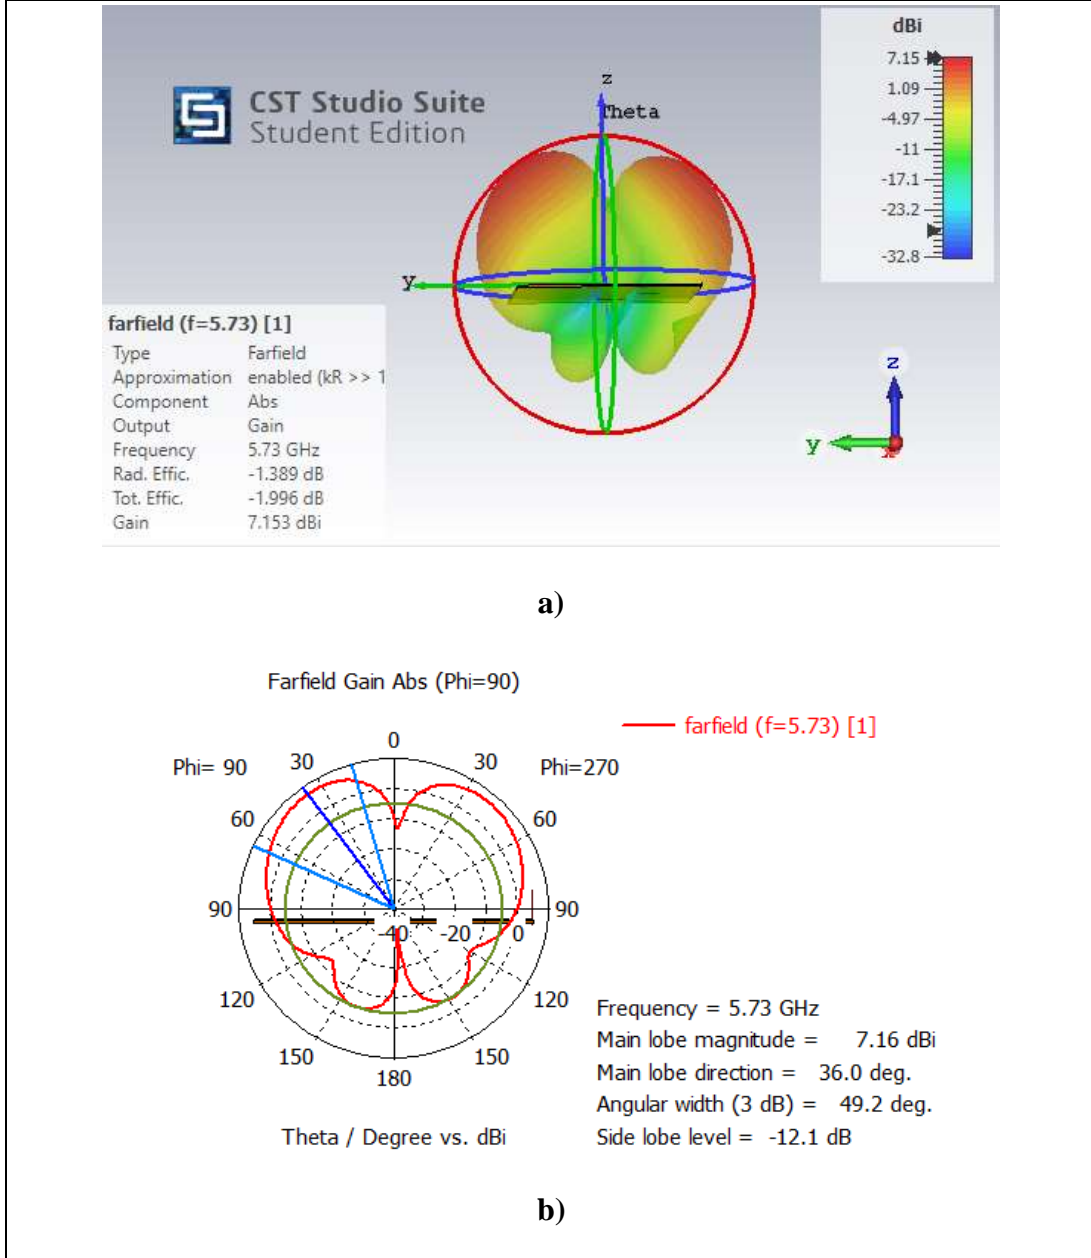 dBi
7.15
1.09
-4.97
-11
-17.1
-23.2
-32.8
CST Studio Suite
Student Edition
z
Theta
y
farfield (f=5.73) [1]
Type Farfield
Approximation enabled (kR >> 1
Component Abs
Output Gain
Frequency 5.73 GHz
Rad. Effic. -1.389 dB
Tot. Effic. -1.996 dB
Gain 7.153 dBi
z
y
x
a)
Farfield Gain Abs (Phi=90)
farfield (f=5.73) [1]
0
30 30
Phi= 90 Phi=270
60 60
90 90
-40 -20 0
120 120
150 150
180
Theta / Degree vs. dBi
Frequency = 5.73 GHz
Main lobe magnitude = 7.16 dBi
Main lobe direction = 36.0 deg.
Angular width (3 dB) = 49.2 deg.
Side lobe level = -12.1 dB
b)